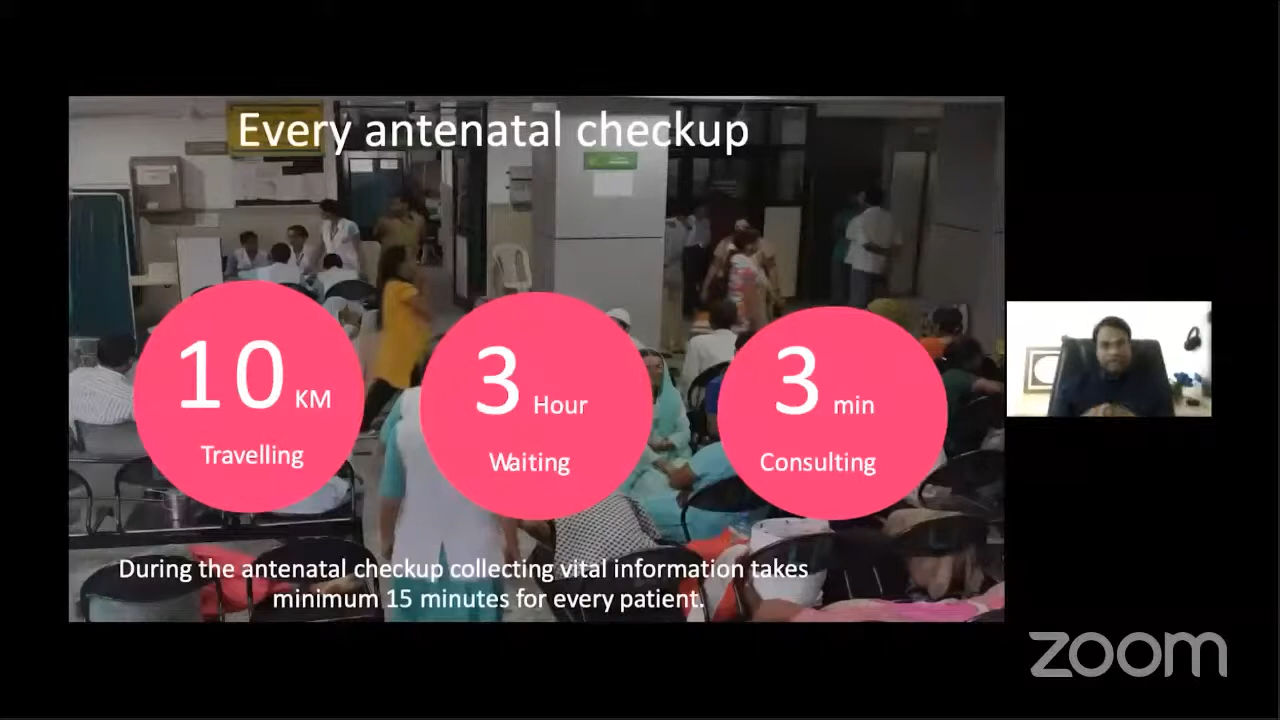 Every antenatal checkup
10 KM
Travelling
3 Hour
Waiting
3 min
Consulting
During the antenatal checkup collecting vital information takes
minimum 15 minutes for every patient.
zoom